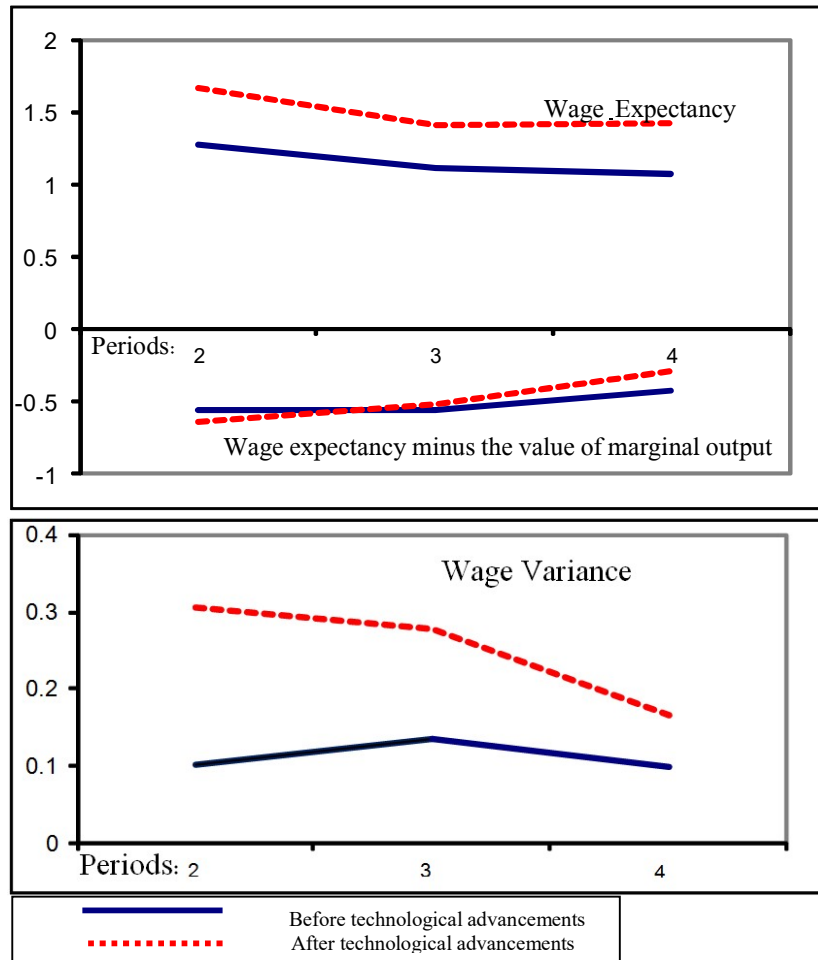 2
1.5
Wage Expectancy
1
0.5
0
Periods:
2
3
4
-0.5
Wage expectancy minus the value of marginal output
-1
0.4
Wage Variance
0.3
0.2
0.1
0
Periods:
2
3
4
Before technological advancements
After technological advancements